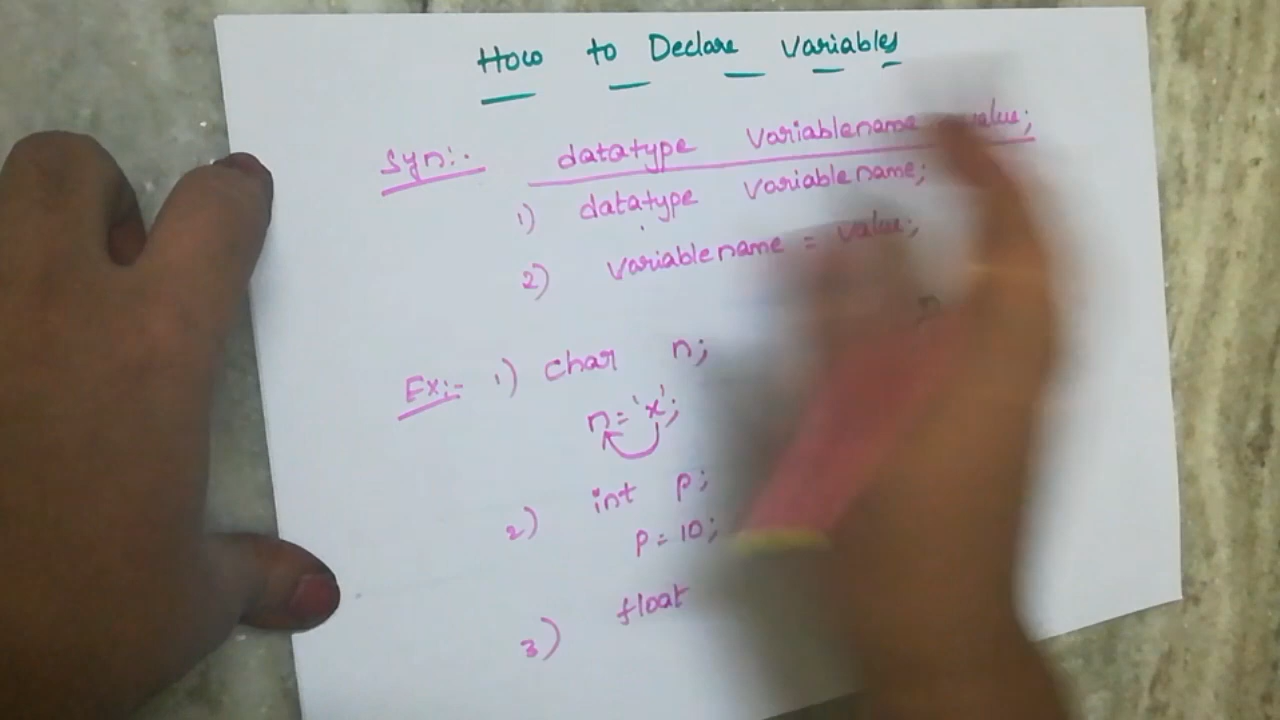 How to Declare Variables
Syn:- datatype Variablename value;
1) datatype Variablename;
2) Variablename = value;
Ex:- 1) char n;
n = 'x';
2) int p;
p = 10;
3) float